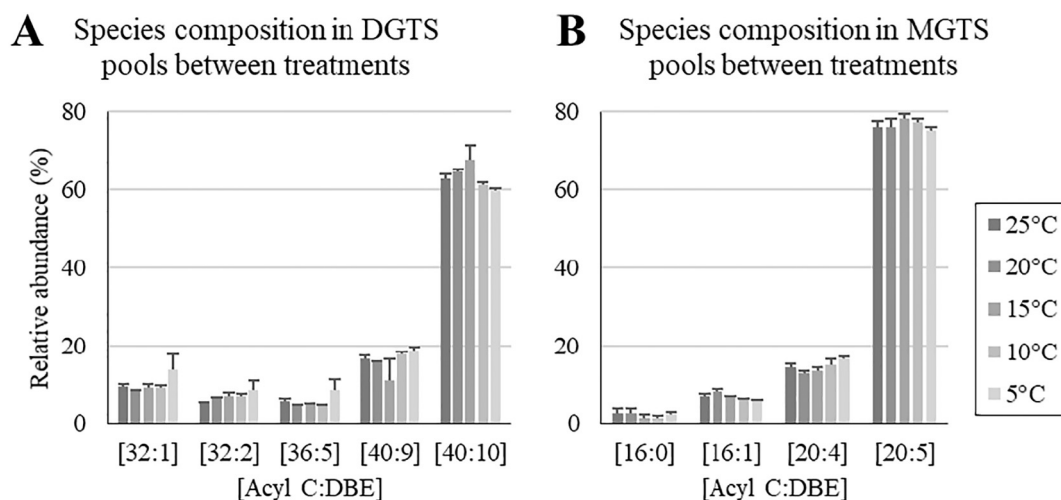 A Species composition in DGTS
pools between treatments
Relative abundance (%)
80
60
40
20
0
[32:1] [32:2] [36:5] [40:9] [40:10]
[Acyl C:DBE]
B Species composition in MGTS
pools between treatments
80
60
40
20
0
[16:0] [16:1] [20:4] [20:5]
[Acyl C:DBE]
25°C
20°C
15°C
10°C
5°C